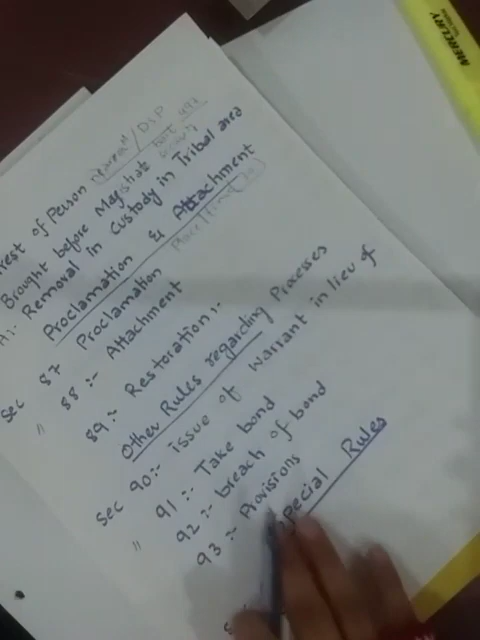 MERCURY
rest of Person /DSP
Brought before Magistrate
A):- Removal in Custody in Tribal area
Proclamation & Attachment
Sec 87 Proclamation
" 88 :- Attachment
89 :- Restoration :-
Other Rules regarding Processes
Sec 90 :- issue of warrant in lieu of
" 91 :- Take bond
92 :- breach of bond
93 :- Provisions
Special Rules